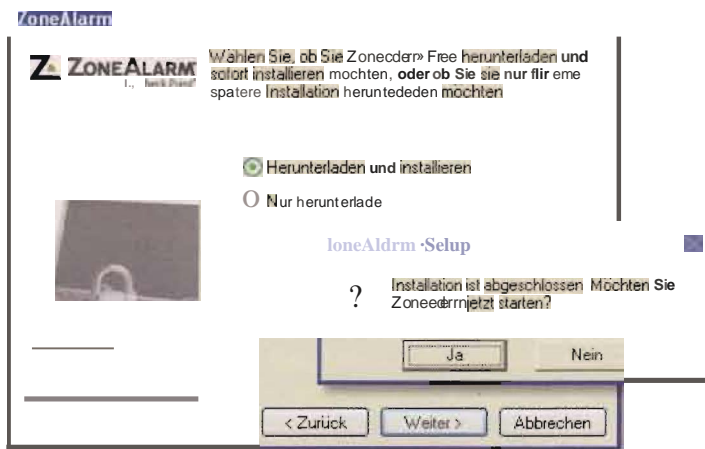 ZoneAlarm
ZONEALARM
Wählen Sie, ob Sie Zonecderr» Free herunterladen und
sofort installieren mochten, oder ob Sie sie nur flir eme
spatere Installation heruntededen möchten
Herunterladen und installieren
O Nur herunterlade
loneAldrm ·Selup
? Installation ist abgeschlossen Möchten Sie
Zoneederrnjetzt starten?
Ja Nein
< Zurück Weiter > Abbrechen